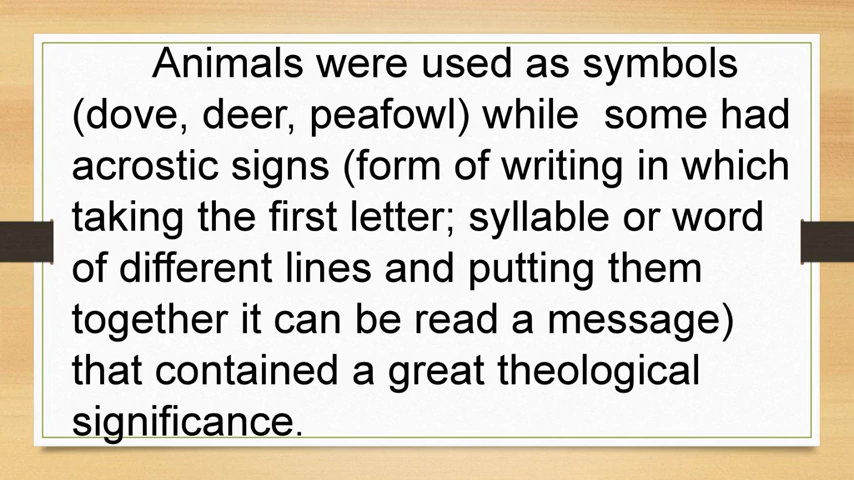 Animals were used as symbols
(dove, deer, peafowl) while  some had
acrostic signs (form of writing in which
taking the first letter; syllable or word
of different lines and putting them
together it can be read a message)
that contained a great theological
significance.